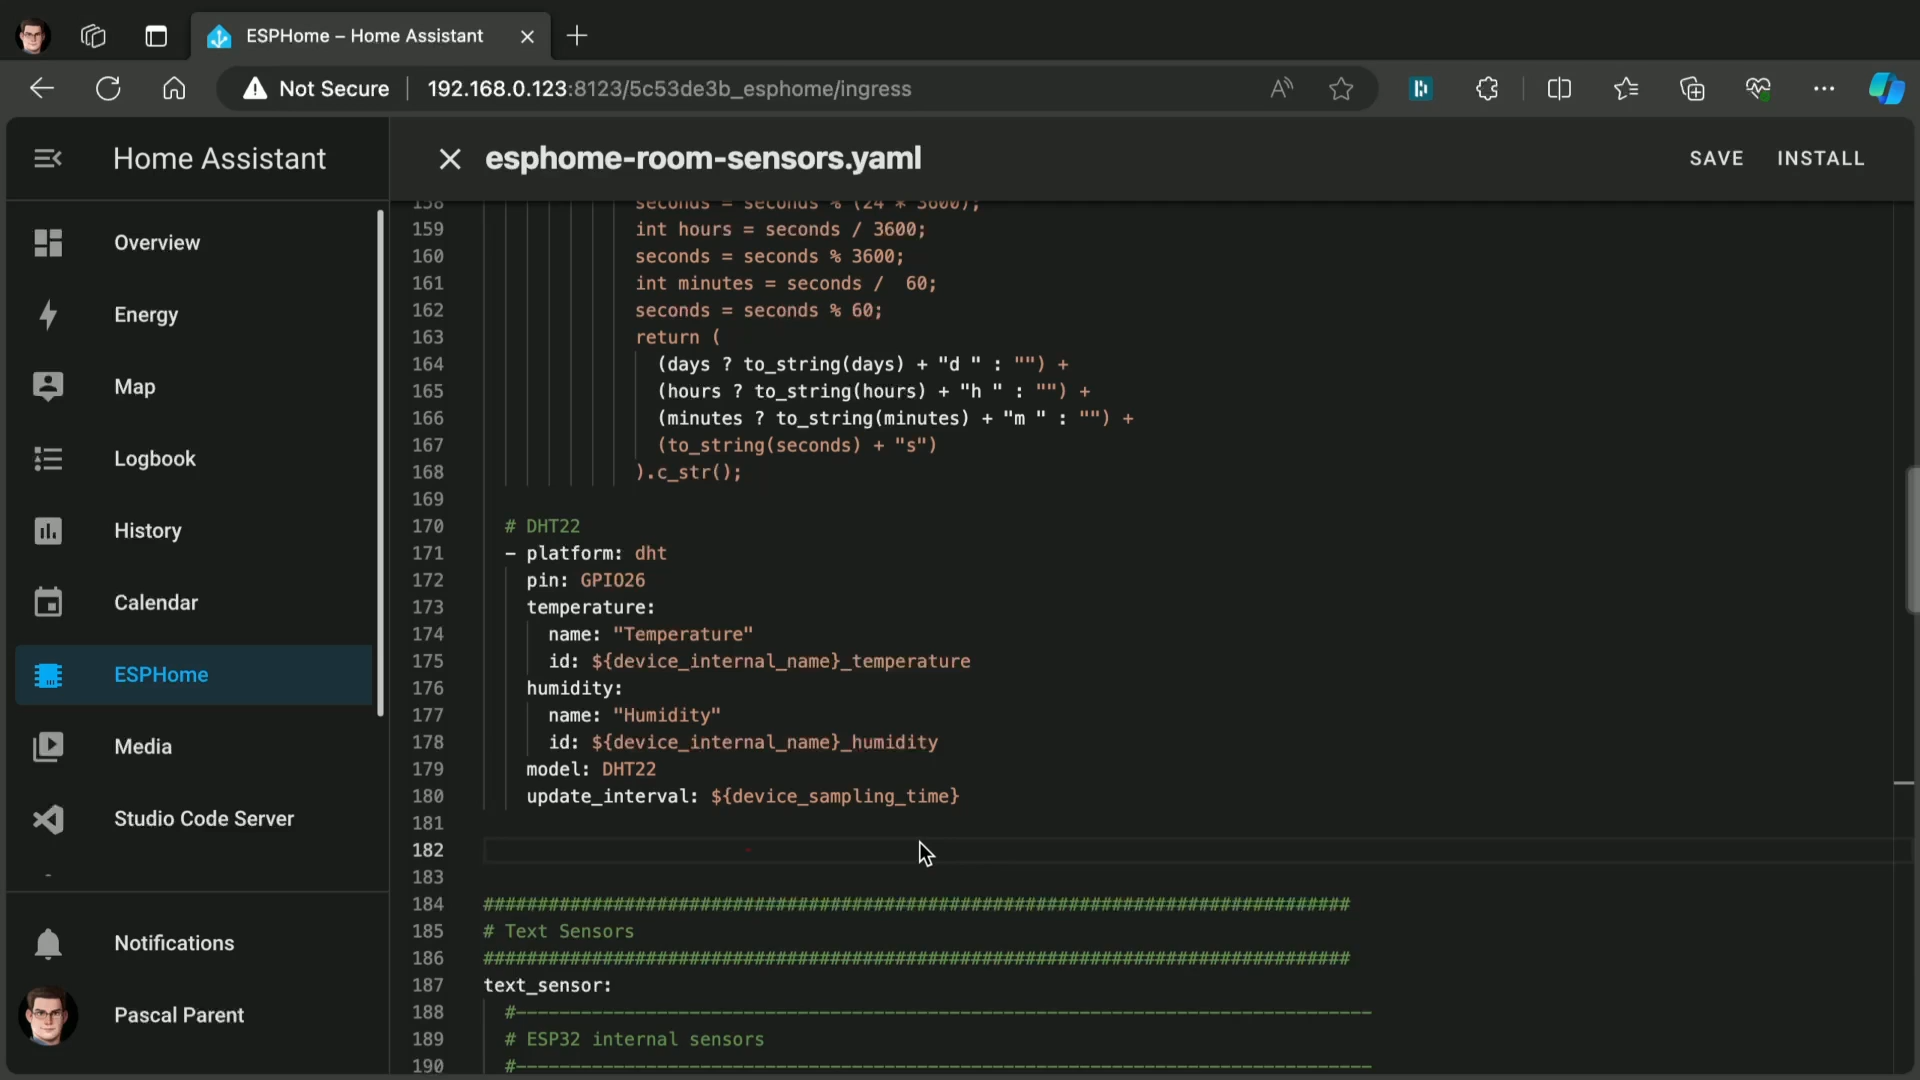 ESPHome – Home Assistant
Not Secure
192.168.0.123:8123/5c53de3b_esphome/ingress
Home Assistant
esphome-room-sensors.yaml
SAVE
INSTALL
Overview
Energy
Map
Logbook
History
Calendar
ESPHome
Media
Studio Code Server
Notifications
Pascal Parent
158 seconds = seconds % (24 * 3600);
159 int hours = seconds / 3600;
160 seconds = seconds % 3600;
161 int minutes = seconds /  60;
162 seconds = seconds % 60;
163 return (
164 (days ? to_string(days) + "d " : "") +
165 (hours ? to_string(hours) + "h " : "") +
166 (minutes ? to_string(minutes) + "m " : "") +
167 (to_string(seconds) + "s")
168 ).c_str();
169
170 # DHT22
171 - platform: dht
172 pin: GPIO26
173 temperature:
174 name: "Temperature"
175 id: ${device_internal_name}_temperature
176 humidity:
177 name: "Humidity"
178 id: ${device_internal_name}_humidity
179 model: DHT22
180 update_interval: ${device_sampling_time}
181
182
183
184 ################################################################################
185 # Text Sensors
186 ################################################################################
187 text_sensor:
188 #-------------------------------------------------------------------------------
189 # ESP32 internal sensors
190 #-------------------------------------------------------------------------------